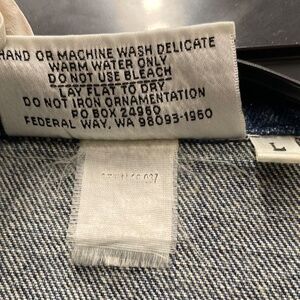 HAND OR MACHINE WASH DELICATE
WARM WATER ONLY
DO NOT USE BLEACH
LAY FLAT TO DRY
DO NOT IRON ORNAMENTATION
PO BOX 24960
FEDERAL WAY, WA 98093-1960
L